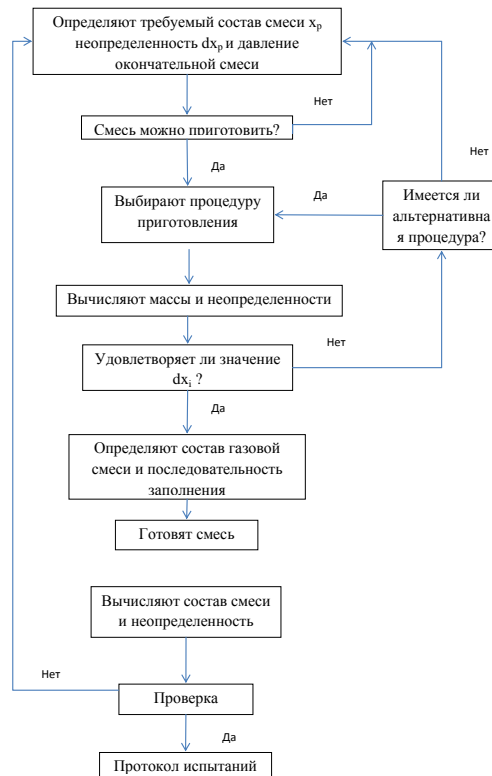 Определяют требуемый состав смеси xр
неопределенность dxр и давление
окончательной смеси
Нет
Смесь можно приготовить?
Нет
Да
Выбирают процедуру
приготовления
Да
Имеется ли
альтернативна
я процедура?
Вычисляют массы и неопределенности
Удовлетворяет ли значение
dxi ?
Нет
Да
Определяют состав газовой
смеси и последовательность
заполнения
Готовят смесь
Вычисляют состав смеси
и неопределенность
Нет
Проверка
Да
Протокол испытаний